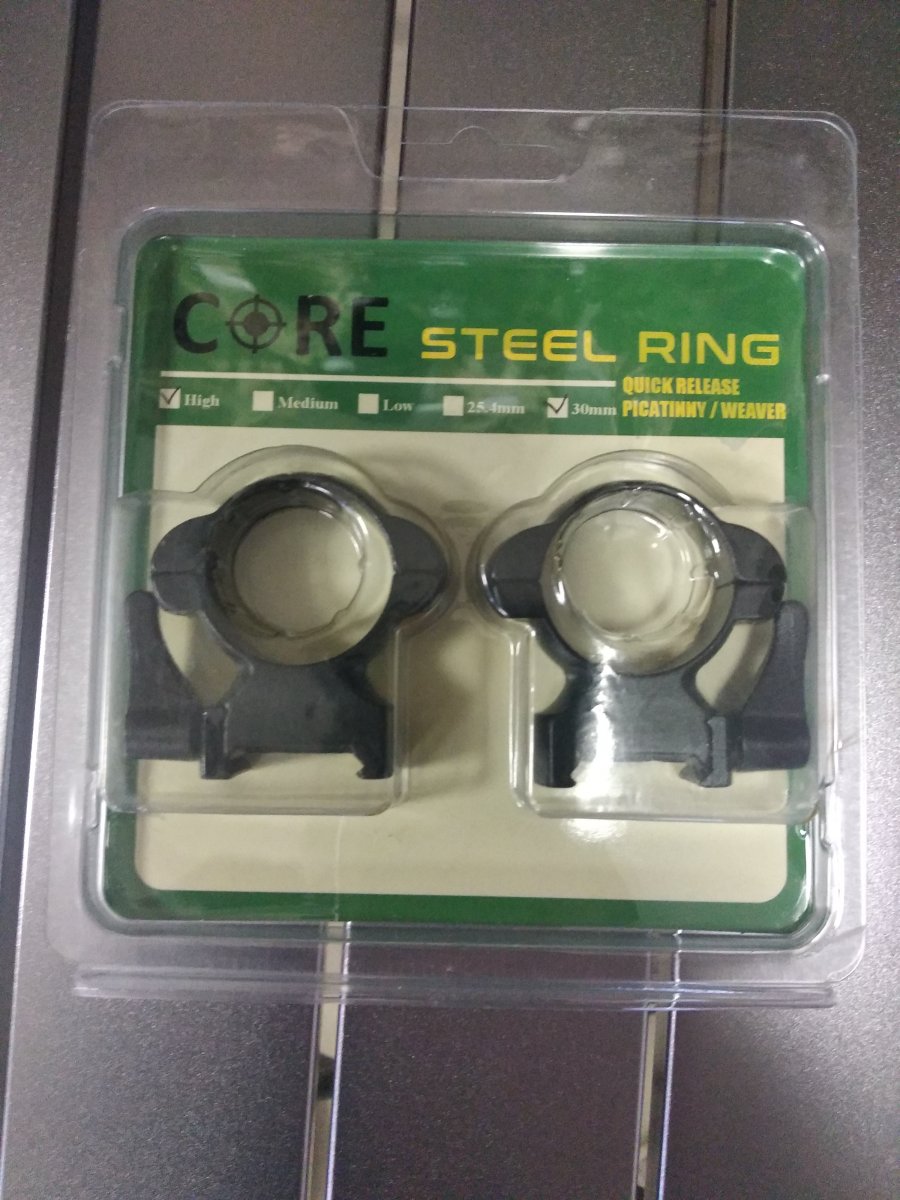 CORE STEEL RING
QUICK RELEASE
High Medium Low 25.4mm 30mm PICATINNY / WEAVER